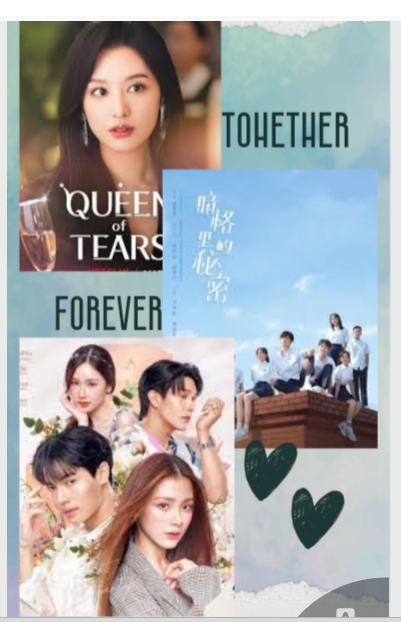 TOHETHER
QUEEN
of
TEARS
暗格
里的
秘密
FOREVER